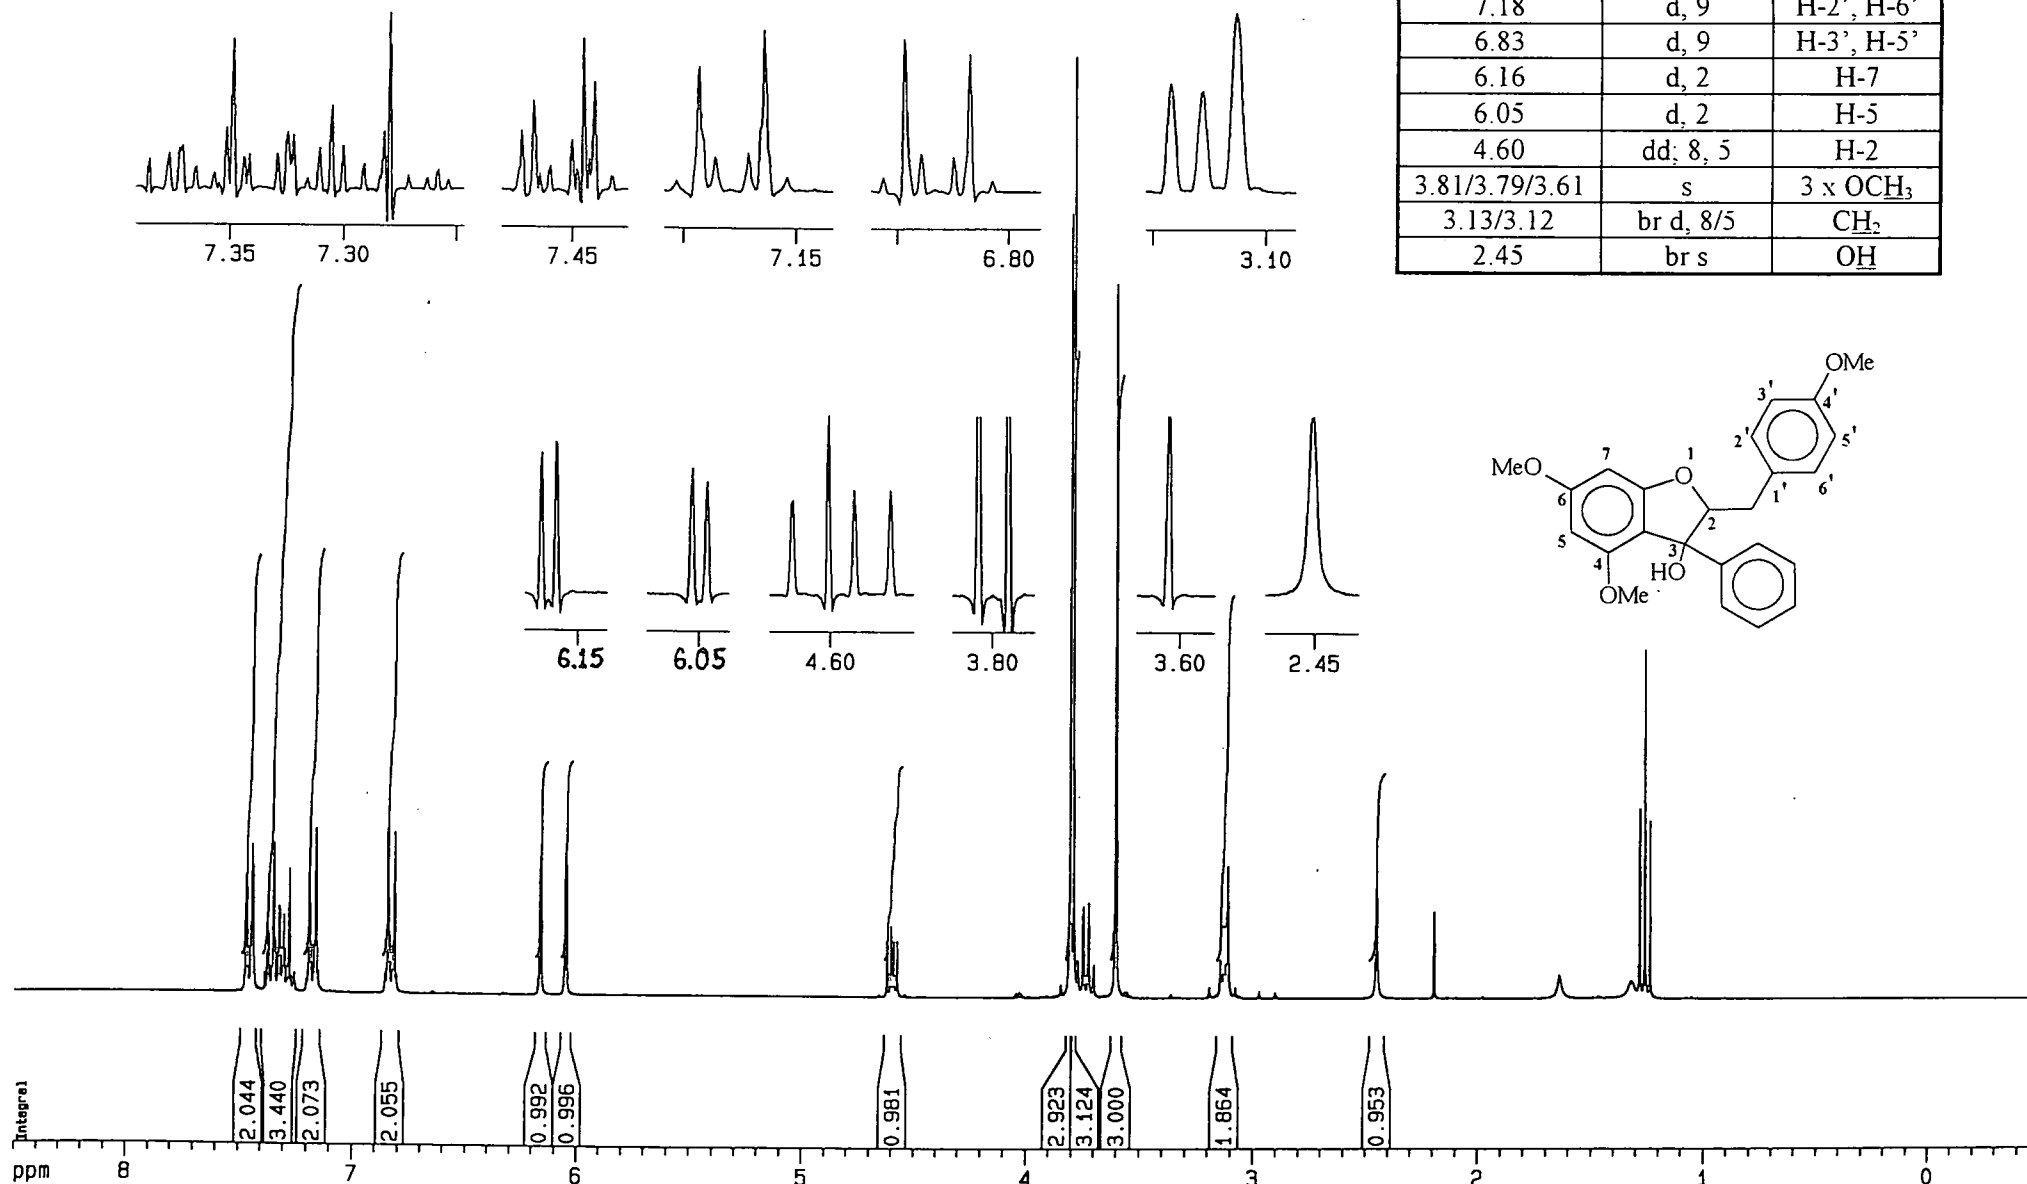 7.18 d, 9 H-2', H-6'
6.83 d, 9 H-3', H-5'
6.16 d, 2 H-7
6.05 d, 2 H-5
4.60 dd; 8, 5 H-2
3.81/3.79/3.61 s 3 x OCH₃
3.13/3.12 br d, 8/5 CH₂
2.45 br s OH
7.35 7.30 7.45 7.15 6.80 3.10
OMe
3' 4'
2' 5'
MeO 7 O 1 6'
6 1'
2
5 3
4 HO
OMe
6.15 6.05 4.60 3.80 3.60 2.45
Integral 2.044 3.440 2.073 2.055 0.992 0.996 0.981 2.923 3.124 3.000 1.864 0.953
ppm 8 7 6 5 4 3 2 1 0